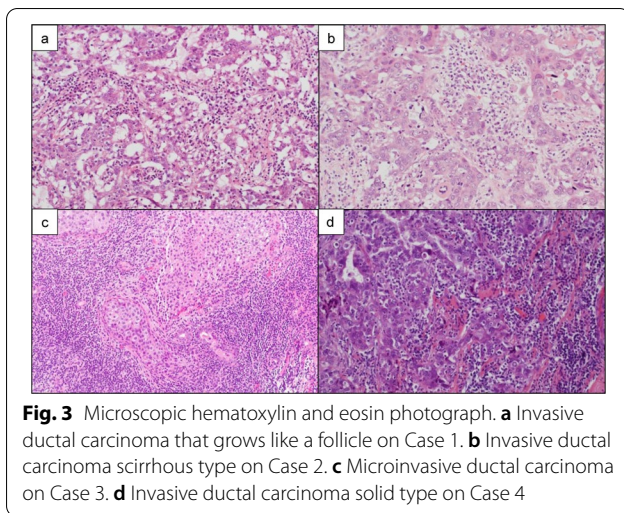 a
b
c
d
Fig. 3 Microscopic hematoxylin and eosin photograph. a Invasive
ductal carcinoma that grows like a follicle on Case 1. b Invasive ductal
carcinoma scirrhous type on Case 2. c Microinvasive ductal carcinoma
on Case 3. d Invasive ductal carcinoma solid type on Case 4